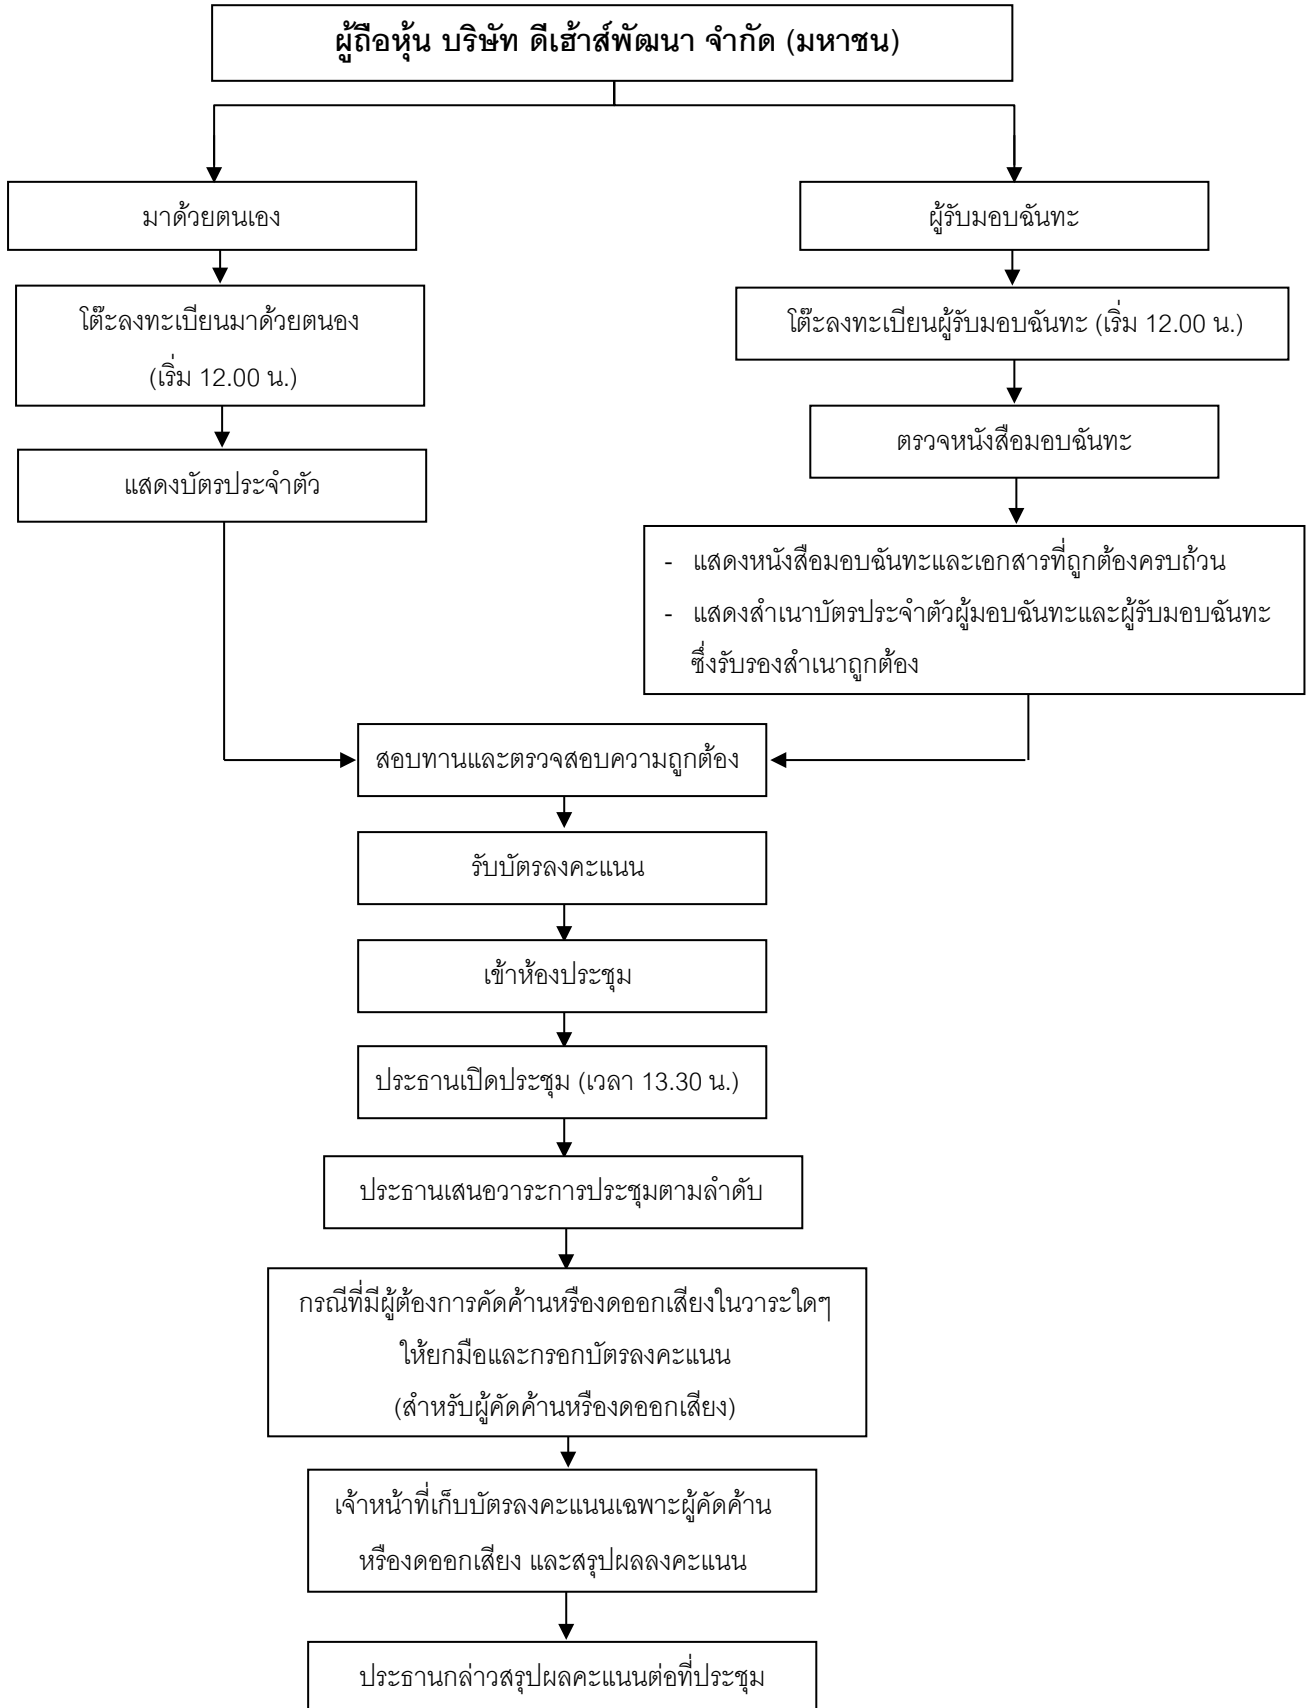 ผู้ถือหุ้น บริษัท ดีเฮ้าส์พัฒนา จำกัด (มหาชน)
มาด้วยตนเอง
ผู้รับมอบฉันทะ
โต๊ะลงทะเบียนมาด้วยตนอง
(เริ่ม 12.00 น.)
โต๊ะลงทะเบียนผู้รับมอบฉันทะ (เริ่ม 12.00 น.)
ตรวจหนังสือมอบฉันทะ
แสดงบัตรประจำตัว
- แสดงหนังสือมอบฉันทะและเอกสารที่ถูกต้องครบถ้วน
- แสดงสำเนาบัตรประจำตัวผู้มอบฉันทะและผู้รับมอบฉันทะ
ซึ่งรับรองสำเนาถูกต้อง
สอบทานและตรวจสอบความถูกต้อง
รับบัตรลงคะแนน
เข้าห้องประชุม
ประธานเปิดประชุม (เวลา 13.30 น.)
ประธานเสนอวาระการประชุมตามลำดับ
กรณีที่มีผู้ต้องการคัดค้านหรืองดออกเสียงในวาระใดๆ
ให้ยกมือและกรอกบัตรลงคะแนน
(สำหรับผู้คัดค้านหรืองดออกเสียง)
เจ้าหน้าที่เก็บบัตรลงคะแนนเฉพาะผู้คัดค้าน
หรืองดออกเสียง และสรุปผลลงคะแนน
ประธานกล่าวสรุปผลคะแนนต่อที่ประชุม